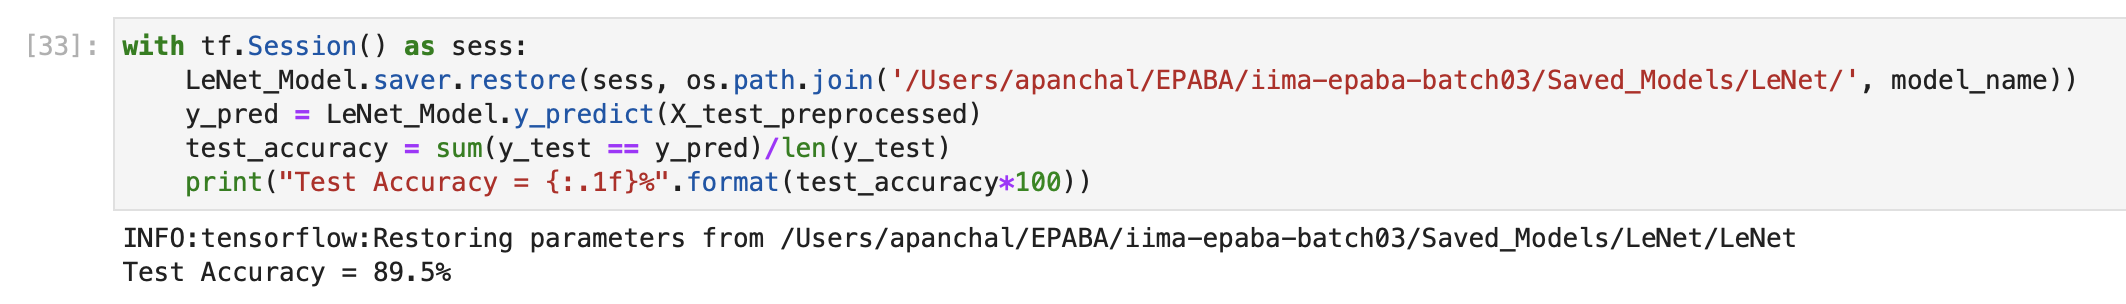 [33]: with tf.Session() as sess:
    LeNet_Model.saver.restore(sess, os.path.join('/Users/apanchal/EPABA/iima-epaba-batch03/Saved_Models/LeNet/', model_name))
    y_pred = LeNet_Model.y_predict(X_test_preprocessed)
    test_accuracy = sum(y_test == y_pred)/len(y_test)
    print("Test Accuracy = {:.1f}%".format(test_accuracy*100))
INFO:tensorflow:Restoring parameters from /Users/apanchal/EPABA/iima-epaba-batch03/Saved_Models/LeNet/LeNet
Test Accuracy = 89.5%